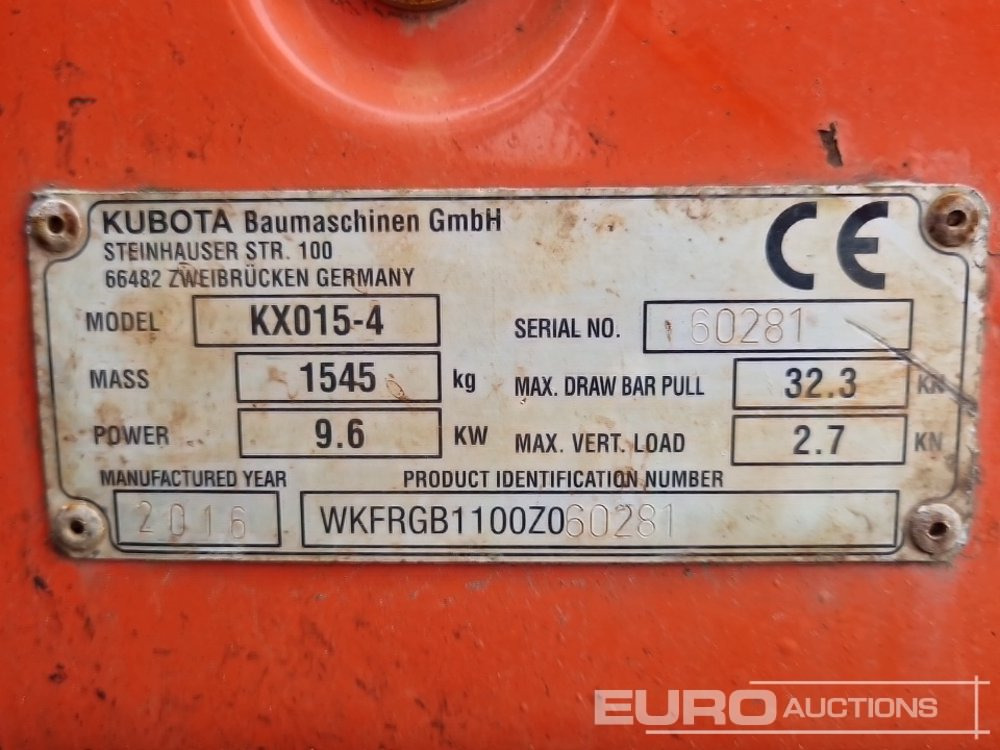 KUBOTA Baumaschinen GmbH
STEINHAUSER STR. 100
66482 ZWEIBRÜCKEN GERMANY
CE
MODEL KX015-4 SERIAL NO. 60281
MASS 1545 kg MAX. DRAW BAR PULL 32.3 KN
POWER 9.6 KW MAX. VERT. LOAD 2.7 KN
MANUFACTURED YEAR PRODUCT IDENTIFICATION NUMBER
2016 WKFRGB1100Z060281
EURO AUCTIONS